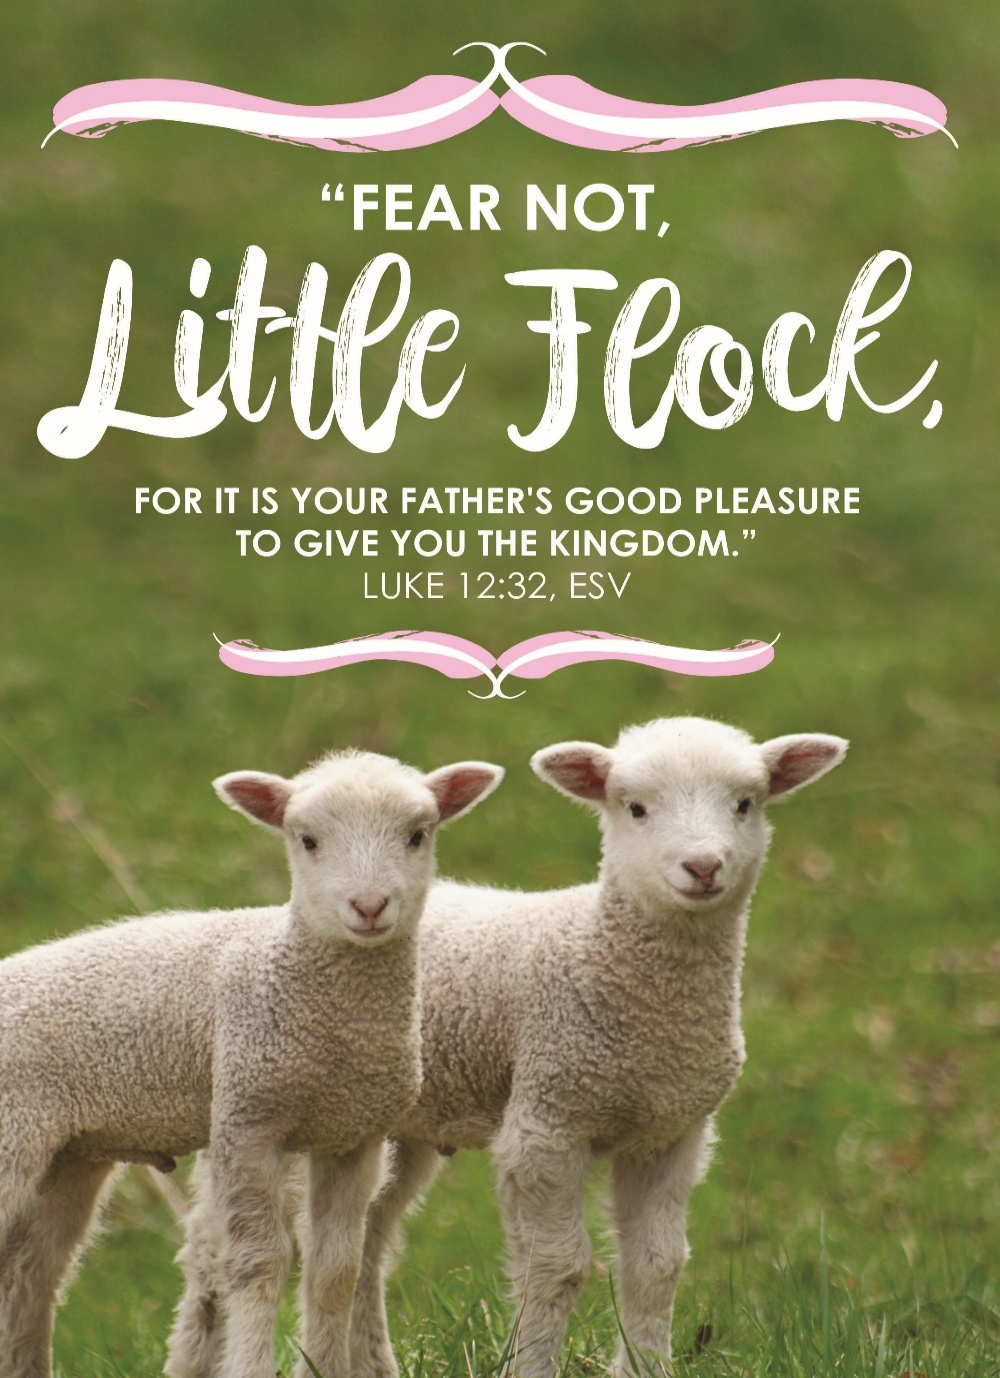 “FEAR NOT,
Little Flock,
FOR IT IS YOUR FATHER'S GOOD PLEASURE
TO GIVE YOU THE KINGDOM.”
LUKE 12:32, ESV